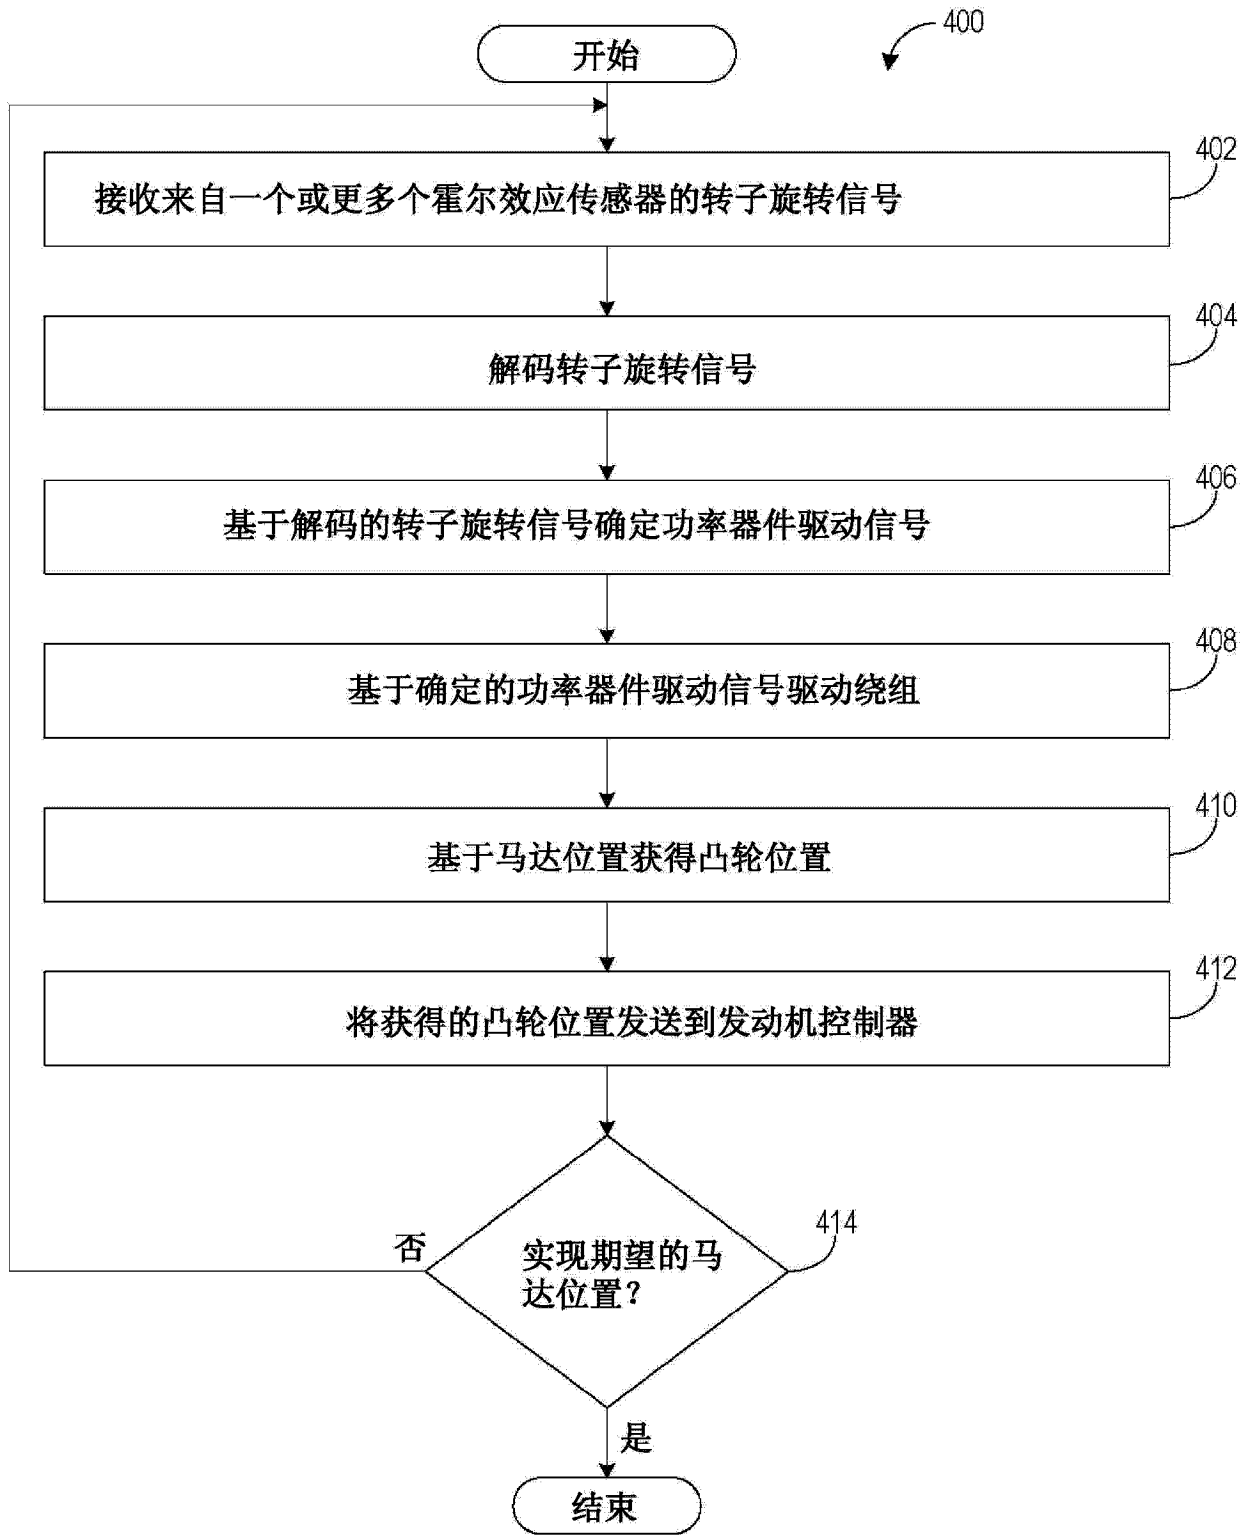 开始
400
接收来自一个或更多个霍尔效应传感器的转子旋转信号
402
解码转子旋转信号
404
基于解码的转子旋转信号确定功率器件驱动信号
406
基于确定的功率器件驱动信号驱动绕组
408
基于马达位置获得凸轮位置
410
将获得的凸轮位置发送到发动机控制器
412
实现期望的马
达位置？
414
否
是
结束